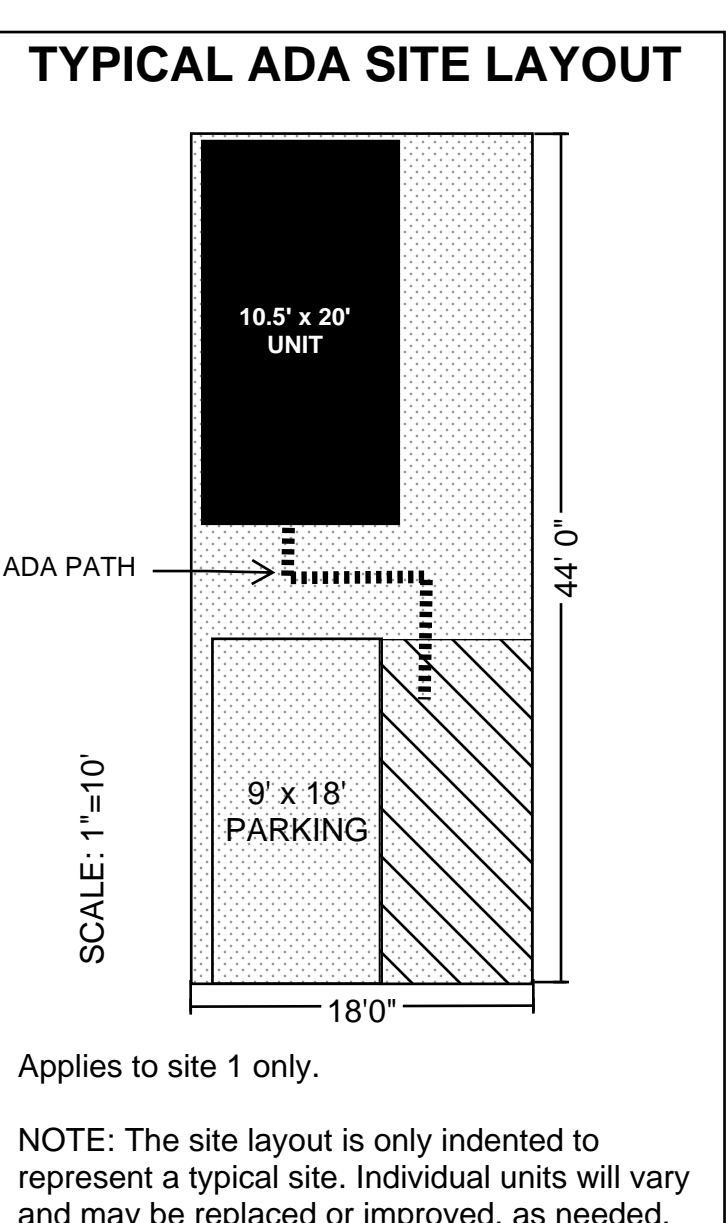 TYPICAL ADA SITE LAYOUT
10.5' x 20'
UNIT
ADA PATH
44' 0"
SCALE: 1"=10'
9' x 18'
PARKING
18'0"
Applies to site 1 only.
NOTE: The site layout is only indented to
represent a typical site. Individual units will vary
and may be replaced or improved, as needed.